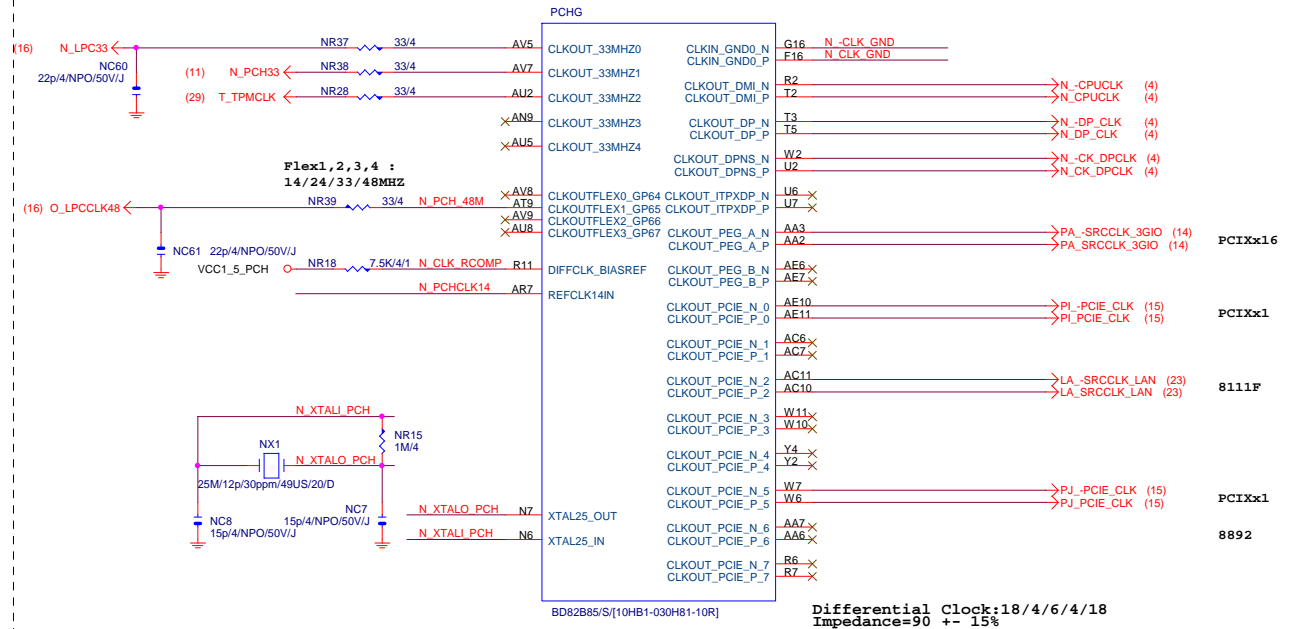 PCHG
(16) N_LPC33
NR37 33/4 AV5 CLKOUT_33MHZ0
NC60
22p/4/NPO/50V/J
(11) N_PCH33 NR38 33/4 AV7 CLKOUT_33MHZ1
(29) T_TPMCLK NR28 33/4 AU2 CLKOUT_33MHZ2
AN9 CLKOUT_33MHZ3
AU5 CLKOUT_33MHZ4
Flex1,2,3,4 :
14/24/33/48MHZ
AV8 CLKOUTFLEX0_GP64
(16) O_LPCCLK48 NR39 33/4 N_PCH_48M AT9 CLKOUTFLEX1_GP65
AV9 CLKOUTFLEX2_GP66
AU8 CLKOUTFLEX3_GP67
NC61 22p/4/NPO/50V/J
VCC1_5_PCH NR18 7.5K/4/1 N_CLK_RCOMP R11 DIFFCLK_BIASREF
N_PCHCLK14 AR7 REFCLK14IN
N_XTALI_PCH
NR15
1M/4
NX1
N_XTALO_PCH
25M/12p/30ppm/49US/20/D
NC8
15p/4/NPO/50V/J
NC7
15p/4/NPO/50V/J
N_XTALO_PCH N7 XTAL25_OUT
N_XTALI_PCH N6 XTAL25_IN
CLKIN_GND0_N G16 N_-CLK_GND
CLKIN_GND0_P F16 N_CLK_GND
CLKOUT_DMI_N R2 N_-CPUCLK (4)
CLKOUT_DMI_P T2 N_CPUCLK (4)
CLKOUT_DP_N T3 N_-DP_CLK (4)
CLKOUT_DP_P T5 N_DP_CLK (4)
CLKOUT_DPNS_N W2 N_-CK_DPCLK (4)
CLKOUT_DPNS_P U2 N_CK_DPCLK (4)
CLKOUT_ITPXDP_N U6
CLKOUT_ITPXDP_P U7
CLKOUT_PEG_A_N AA3 PA_-SRCCLK_3GIO (14)
CLKOUT_PEG_A_P AA2 PA_SRCCLK_3GIO (14)
PCIXx16
CLKOUT_PEG_B_N AE6
CLKOUT_PEG_B_P AE7
CLKOUT_PCIE_N_0 AE10 PI_-PCIE_CLK (15)
CLKOUT_PCIE_P_0 AE11 PI_PCIE_CLK (15)
PCIXx1
CLKOUT_PCIE_N_1 AC6
CLKOUT_PCIE_P_1 AC7
CLKOUT_PCIE_N_2 AC11 LA_-SRCCLK_LAN (23)
CLKOUT_PCIE_P_2 AC10 LA_SRCCLK_LAN (23)
8111F
CLKOUT_PCIE_N_3 W11
CLKOUT_PCIE_P_3 W10
CLKOUT_PCIE_N_4 Y4
CLKOUT_PCIE_P_4 Y2
CLKOUT_PCIE_N_5 W7 PJ_-PCIE_CLK (15)
CLKOUT_PCIE_P_5 W6 PJ_PCIE_CLK (15)
PCIXx1
CLKOUT_PCIE_N_6 AA7
CLKOUT_PCIE_P_6 AA6
8892
CLKOUT_PCIE_N_7 R6
CLKOUT_PCIE_P_7 R7
BD82B85/S/[10HB1-030H81-10R]
Differential Clock:18/4/6/4/18
Impedance=90 +- 15%